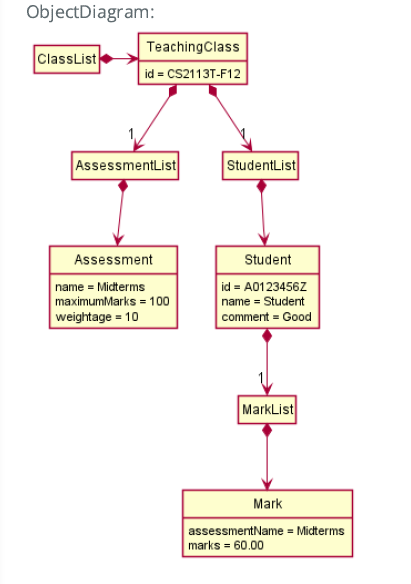 ObjectDiagram:
ClassList
TeachingClass
id = CS2113T-F12
1
1
AssessmentList
StudentList
Assessment
name = Midterms
maximumMarks = 100
weightage = 10
Student
id = A0123456Z
name = Student
comment = Good
1
MarkList
Mark
assessmentName = Midterms
marks = 60.00